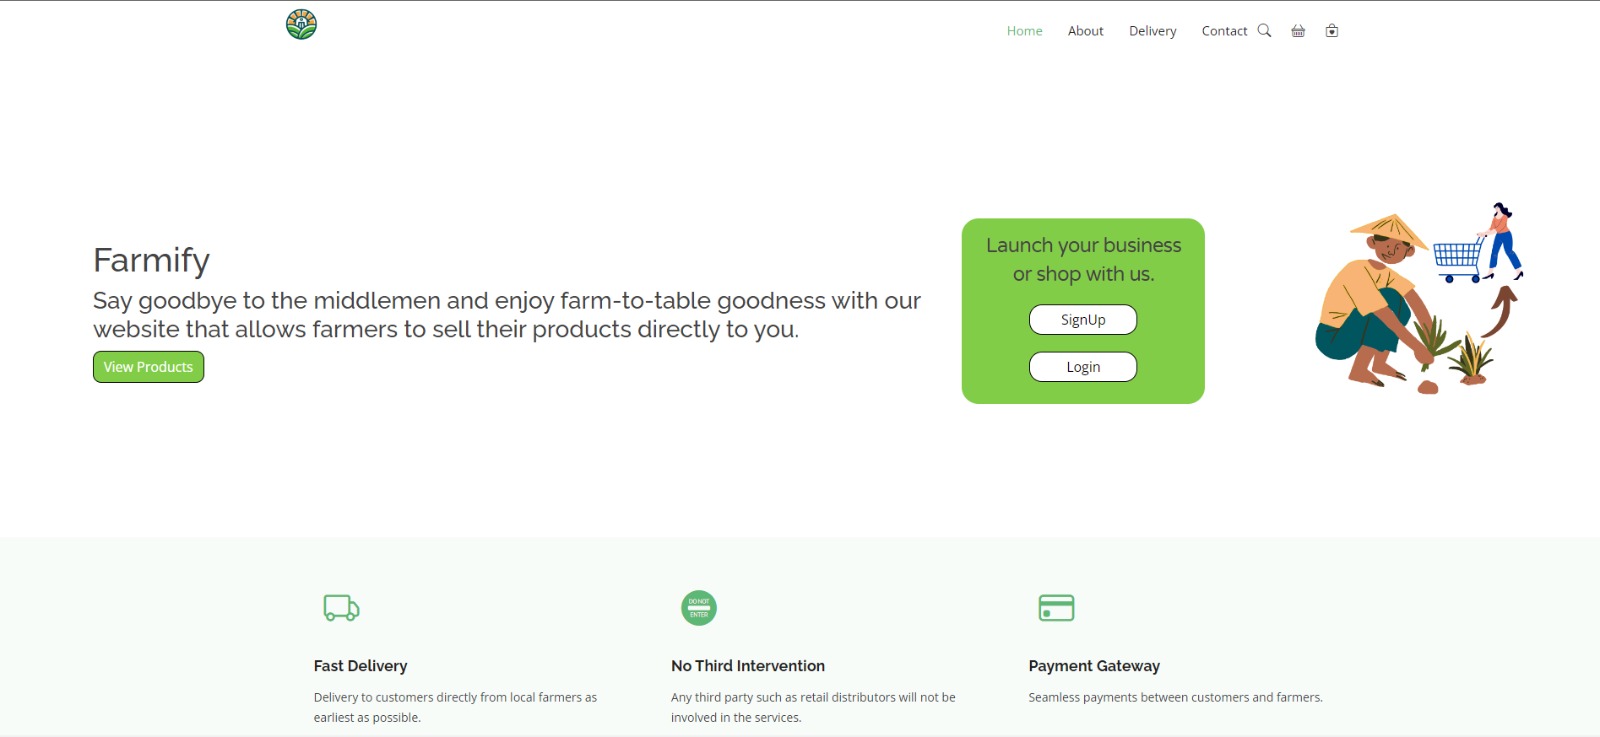 Home About Delivery Contact
Farmify
Say goodbye to the middlemen and enjoy farm-to-table goodness with our
website that allows farmers to sell their products directly to you.
View Products
Launch your business
or shop with us.
SignUp
Login
DO NOT
ENTER
Fast Delivery
Delivery to customers directly from local farmers as
earliest as possible.
No Third Intervention
Any third party such as retail distributors will not be
involved in the services.
Payment Gateway
Seamless payments between customers and farmers.